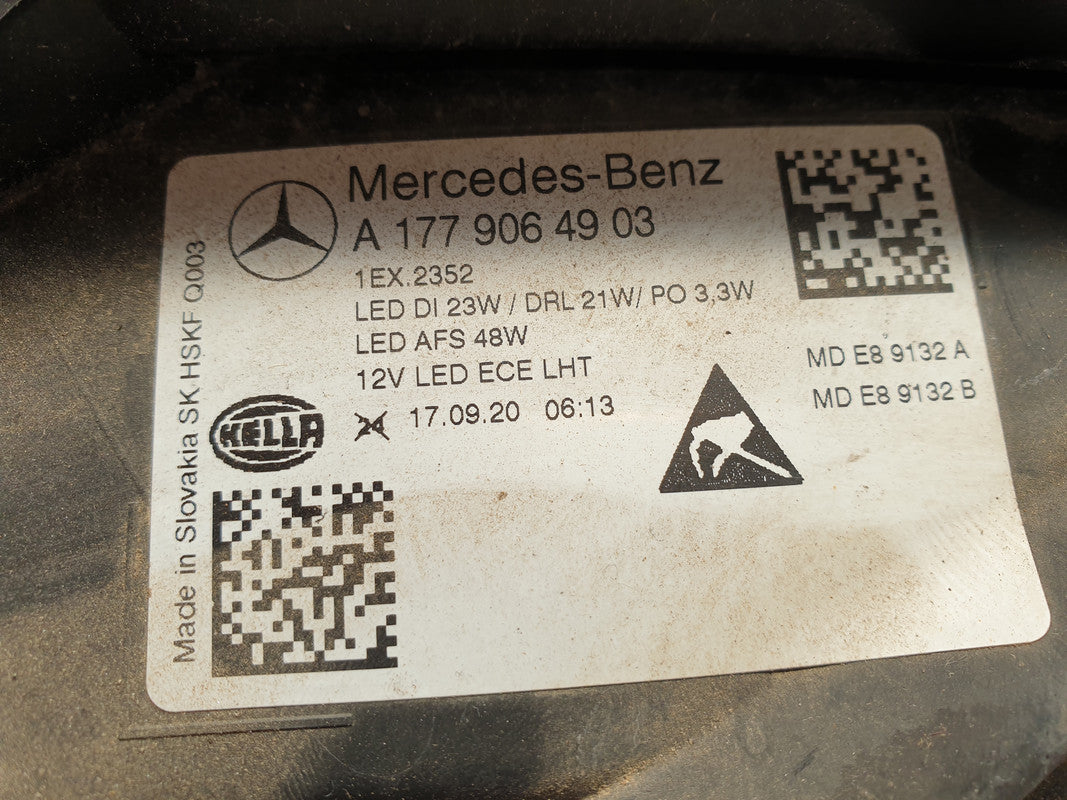 Mercedes-Benz
A 177 906 49 03
1EX.2352
LED DI 23W / DRL 21W/ PO 3,3W
LED AFS 48W
12V LED ECE LHT
HELLA
24
17.09.20 06:13
MD E8 9132 A
MD E8 9132 B
Made in Slovakia SK HSKF Q003